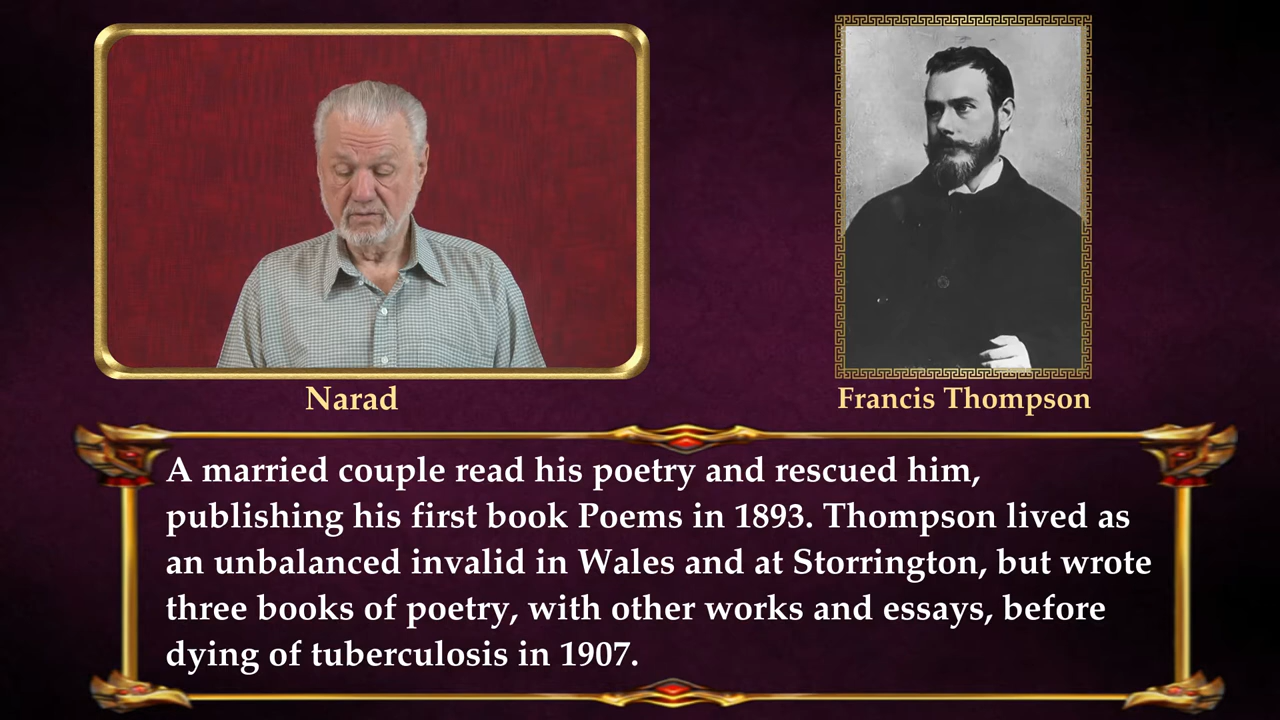 Narad
Francis Thompson
A married couple read his poetry and rescued him,
publishing his first book Poems in 1893. Thompson lived as
an unbalanced invalid in Wales and at Storrington, but wrote
three books of poetry, with other works and essays, before
dying of tuberculosis in 1907.